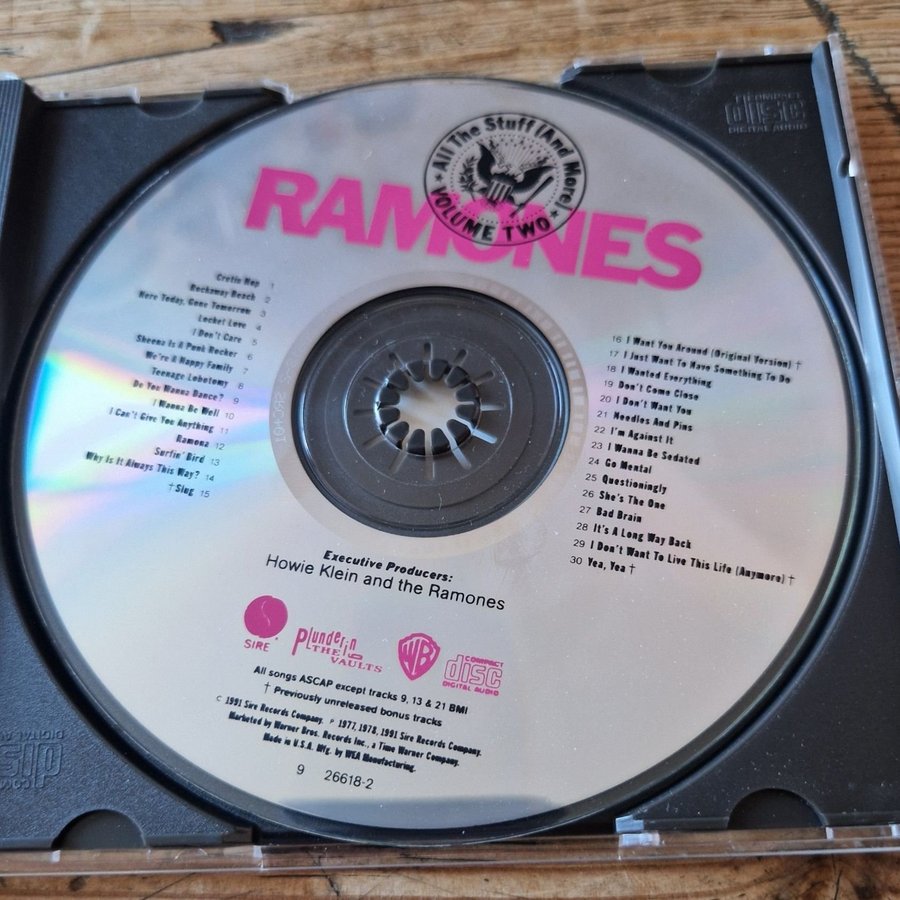 ★ All The Stuff (And More!) ★
VOLUME TWO
RAMONES
Cretin Hop 1
Rockaway Beach 2
Here Today, Gone Tomorrow 3
Locket Love 4
I Don't Care 5
Sheena Is A Punk Rocker 6
We're A Happy Family 7
Teenage Lobotomy 8
Do You Wanna Dance? 9
I Wanna Be Well 10
I Can't Give You Anything 11
Ramona 12
Surfin' Bird 13
Why Is It Always This Way? 14
†Slug 15
16 I Want You Around (Original Version) †
17 I Just Want To Have Something To Do
18 I Wanted Everything
19 Don't Come Close
20 I Don't Want You
21 Needles And Pins
22 I'm Against It
23 I Wanna Be Sedated
24 Go Mental
25 Questioningly
26 She's The One
27 Bad Brain
28 It's A Long Way Back
29 I Don't Want To Live This Life (Anymore) †
30 Yea, Yea †
Executive Producers:
Howie Klein and the Ramones
SIRE
Plunderin
THE
VAULTS
WB
COMPACT
disc
DIGITAL AUDIO
All songs ASCAP except tracks 9, 13 & 21 BMI
† Previously unreleased bonus tracks
© 1991 Sire Records Company. ℗ 1977, 1978, 1991 Sire Records Company.
Marketed by Warner Bros. Records Inc., a Time Warner Company.
Made in U.S.A. Mfg. by WEA Manufacturing.
9 26618-2
COMPACT
disc
DIGITAL AUDIO